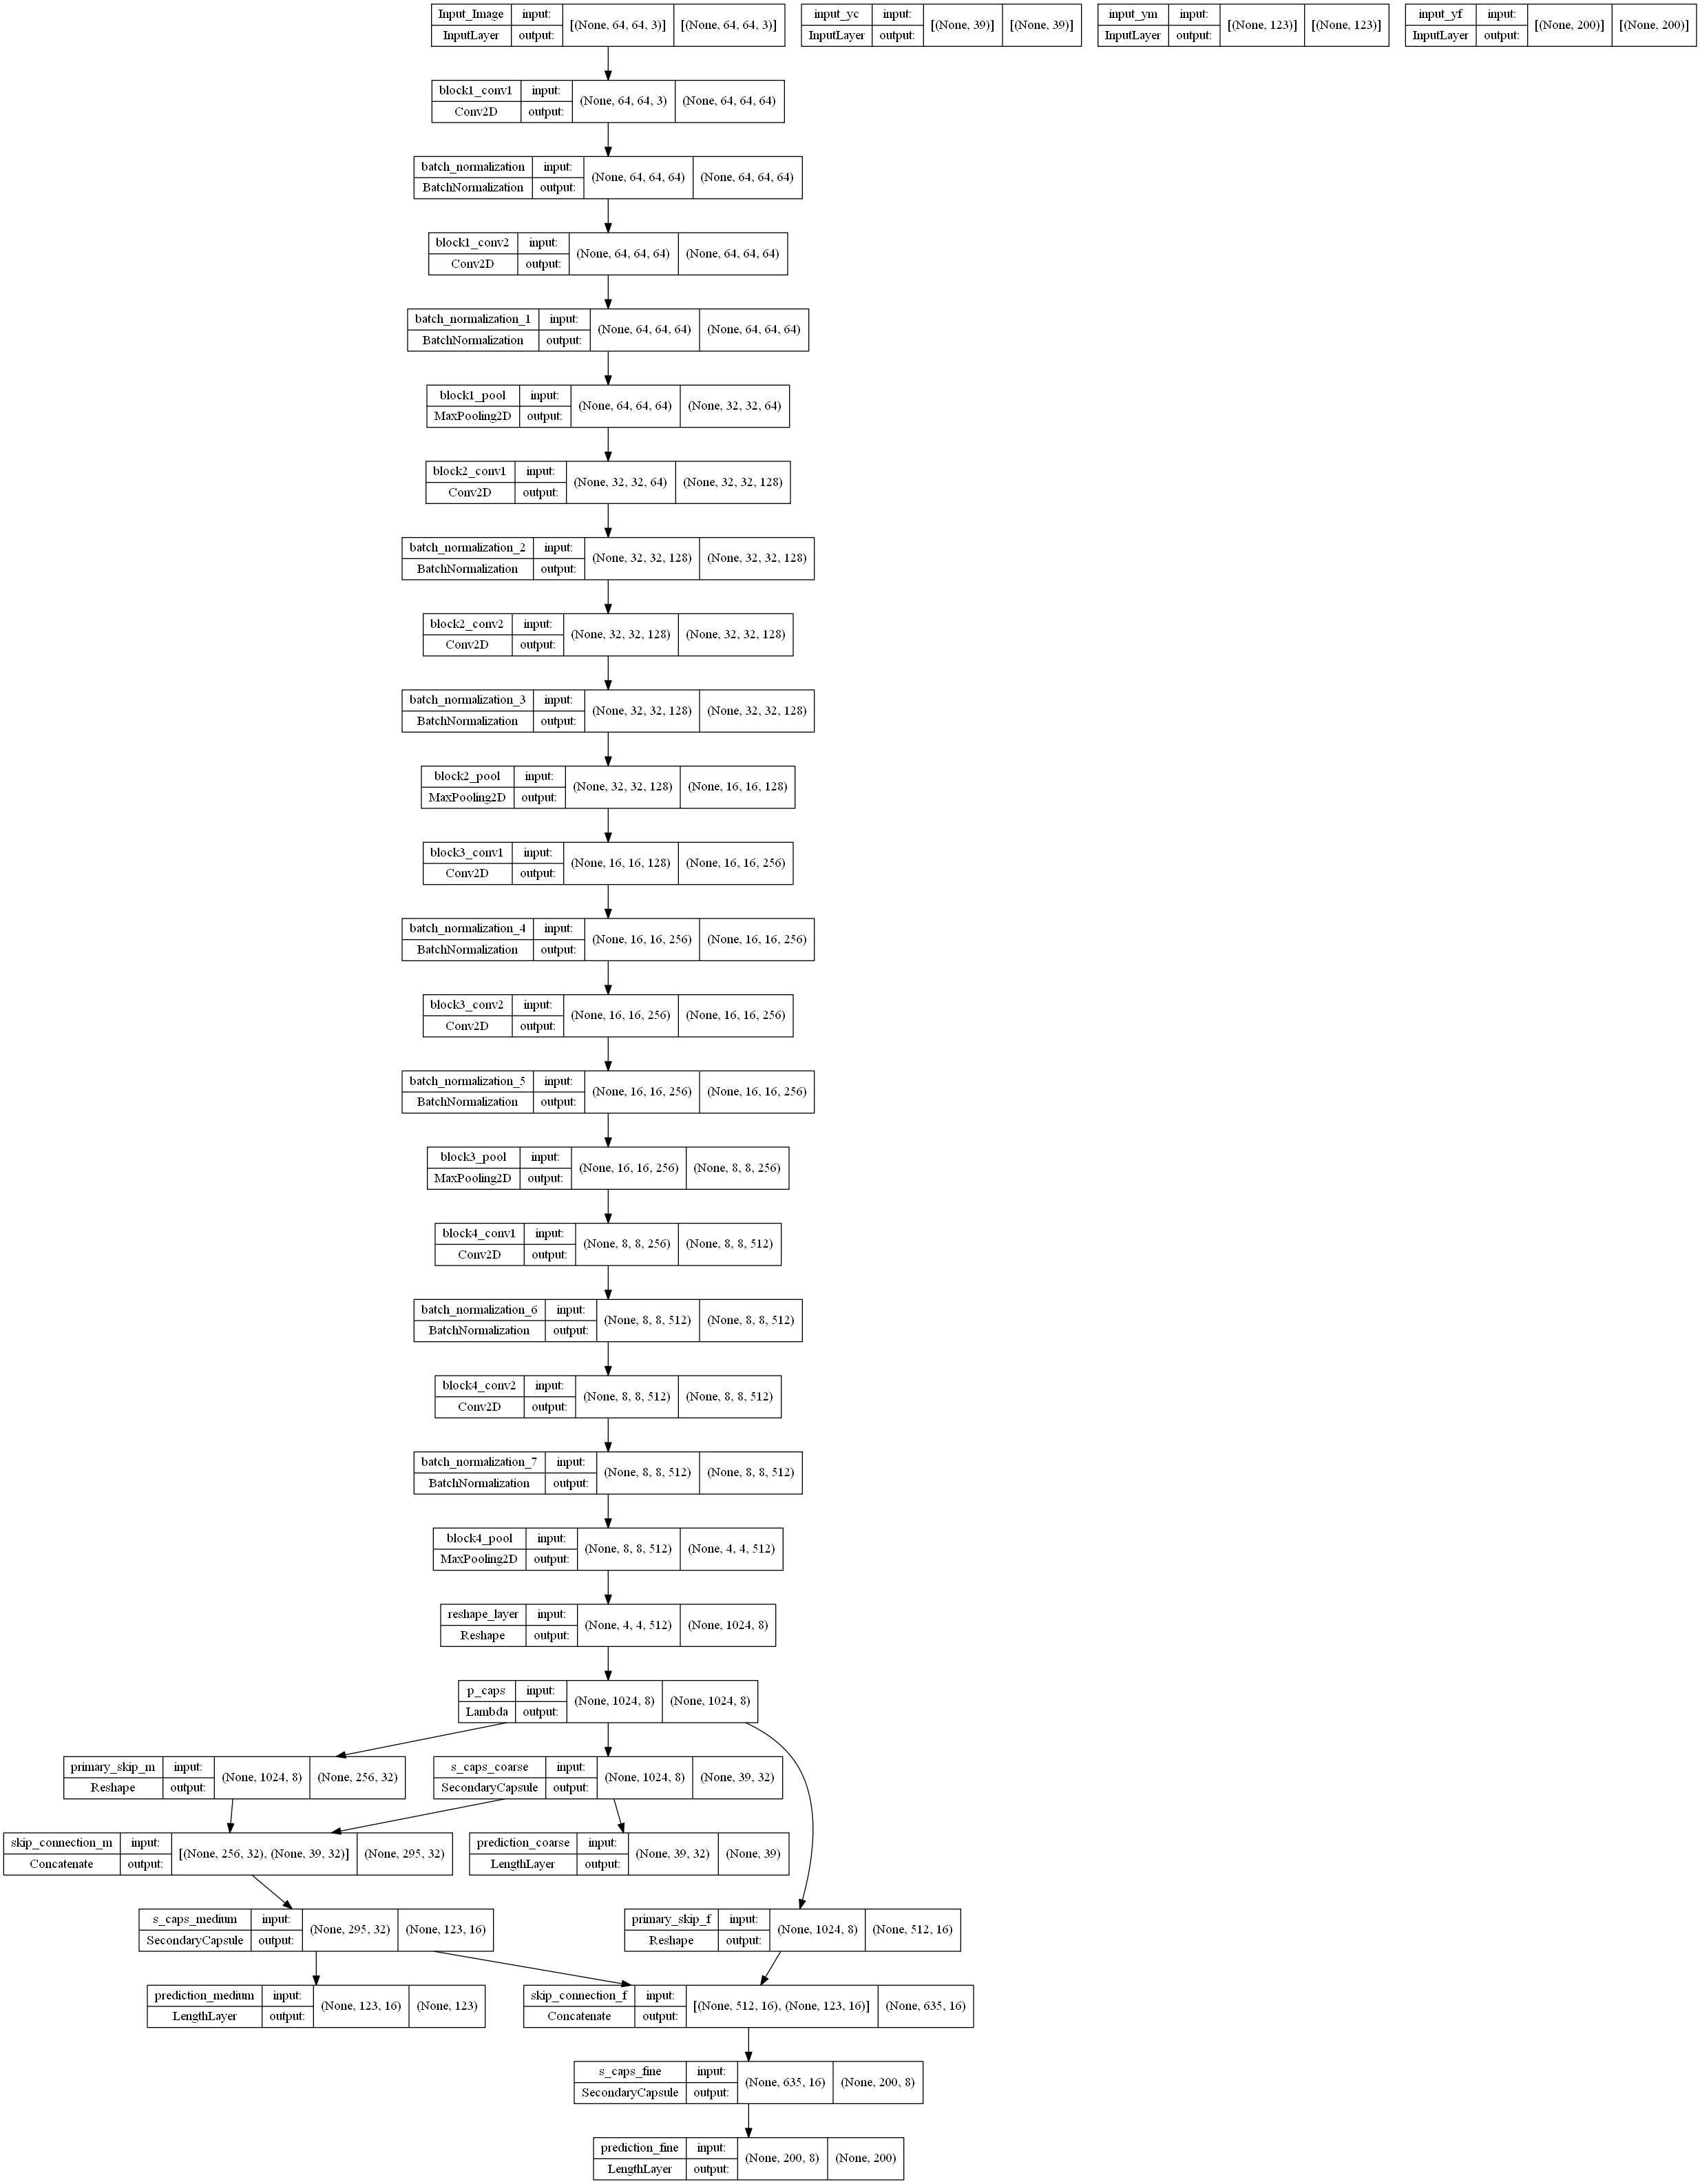 Input_Image input: [(None, 64, 64, 3)] [(None, 64, 64, 3)]
InputLayer output:
input_yc input: [(None, 39)] [(None, 39)]
InputLayer output:
input_ym input: [(None, 123)] [(None, 123)]
InputLayer output:
input_yf input: [(None, 200)] [(None, 200)]
InputLayer output:
block1_conv1 input: (None, 64, 64, 3) (None, 64, 64, 64)
Conv2D output:
batch_normalization input: (None, 64, 64, 64) (None, 64, 64, 64)
BatchNormalization output:
block1_conv2 input: (None, 64, 64, 64) (None, 64, 64, 64)
Conv2D output:
batch_normalization_1 input: (None, 64, 64, 64) (None, 64, 64, 64)
BatchNormalization output:
block1_pool input: (None, 64, 64, 64) (None, 32, 32, 64)
MaxPooling2D output:
block2_conv1 input: (None, 32, 32, 64) (None, 32, 32, 128)
Conv2D output:
batch_normalization_2 input: (None, 32, 32, 128) (None, 32, 32, 128)
BatchNormalization output:
block2_conv2 input: (None, 32, 32, 128) (None, 32, 32, 128)
Conv2D output:
batch_normalization_3 input: (None, 32, 32, 128) (None, 32, 32, 128)
BatchNormalization output:
block2_pool input: (None, 32, 32, 128) (None, 16, 16, 128)
MaxPooling2D output:
block3_conv1 input: (None, 16, 16, 128) (None, 16, 16, 256)
Conv2D output:
batch_normalization_4 input: (None, 16, 16, 256) (None, 16, 16, 256)
BatchNormalization output:
block3_conv2 input: (None, 16, 16, 256) (None, 16, 16, 256)
Conv2D output:
batch_normalization_5 input: (None, 16, 16, 256) (None, 16, 16, 256)
BatchNormalization output:
block3_pool input: (None, 16, 16, 256) (None, 8, 8, 256)
MaxPooling2D output:
block4_conv1 input: (None, 8, 8, 256) (None, 8, 8, 512)
Conv2D output:
batch_normalization_6 input: (None, 8, 8, 512) (None, 8, 8, 512)
BatchNormalization output:
block4_conv2 input: (None, 8, 8, 512) (None, 8, 8, 512)
Conv2D output:
batch_normalization_7 input: (None, 8, 8, 512) (None, 8, 8, 512)
BatchNormalization output:
block4_pool input: (None, 8, 8, 512) (None, 4, 4, 512)
MaxPooling2D output:
reshape_layer input: (None, 4, 4, 512) (None, 1024, 8)
Reshape output:
p_caps input: (None, 1024, 8) (None, 1024, 8)
Lambda output:
primary_skip_m input: (None, 1024, 8) (None, 256, 32)
Reshape output:
s_caps_coarse input: (None, 1024, 8) (None, 39, 32)
SecondaryCapsule output:
skip_connection_m input: [(None, 256, 32), (None, 39, 32)] (None, 295, 32)
Concatenate output:
prediction_coarse input: (None, 39, 32) (None, 39)
LengthLayer output:
s_caps_medium input: (None, 295, 32) (None, 123, 16)
SecondaryCapsule output:
primary_skip_f input: (None, 1024, 8) (None, 512, 16)
Reshape output:
prediction_medium input: (None, 123, 16) (None, 123)
LengthLayer output:
skip_connection_f input: [(None, 512, 16), (None, 123, 16)] (None, 635, 16)
Concatenate output:
s_caps_fine input: (None, 635, 16) (None, 200, 8)
SecondaryCapsule output:
prediction_fine input: (None, 200, 8) (None, 200)
LengthLayer output: